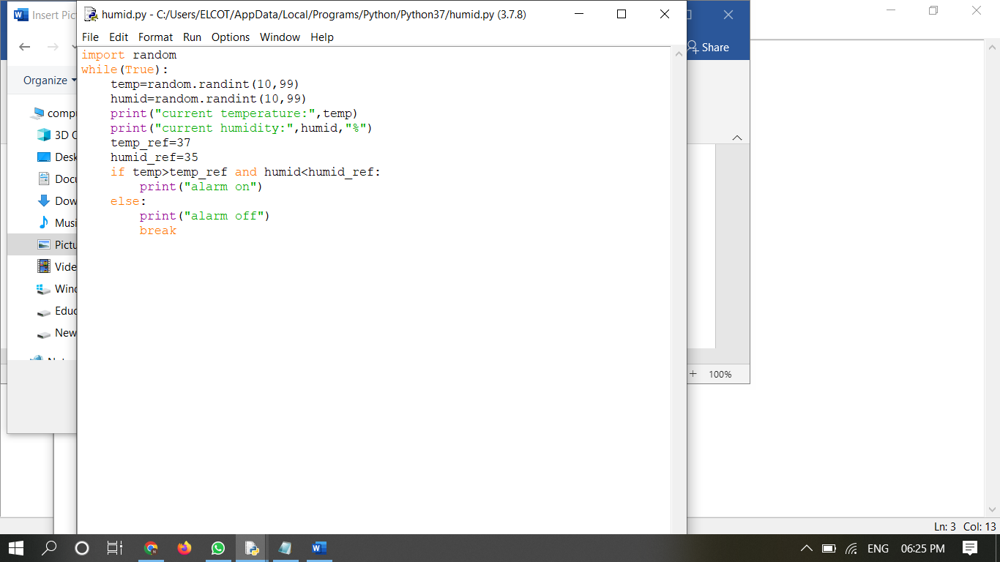 Insert Pic
humid.py - C:/Users/ELCOT/AppData/Local/Programs/Python/Python37/humid.py (3.7.8)
File Edit Format Run Options Window Help
Share
Organize
compu
3D O
Desk
Docu
Dow
Musi
Pictu
Vide
Wind
Educ
New
import random
while(True):
    temp=random.randint(10,99)
    humid=random.randint(10,99)
    print("current temperature:",temp)
    print("current humidity:",humid,"%")
    temp_ref=37
    humid_ref=35
    if temp>temp_ref and humid<humid_ref:
        print("alarm on")
    else:
        print("alarm off")
        break
100%
Ln: 3 Col: 13
ENG 06:25 PM